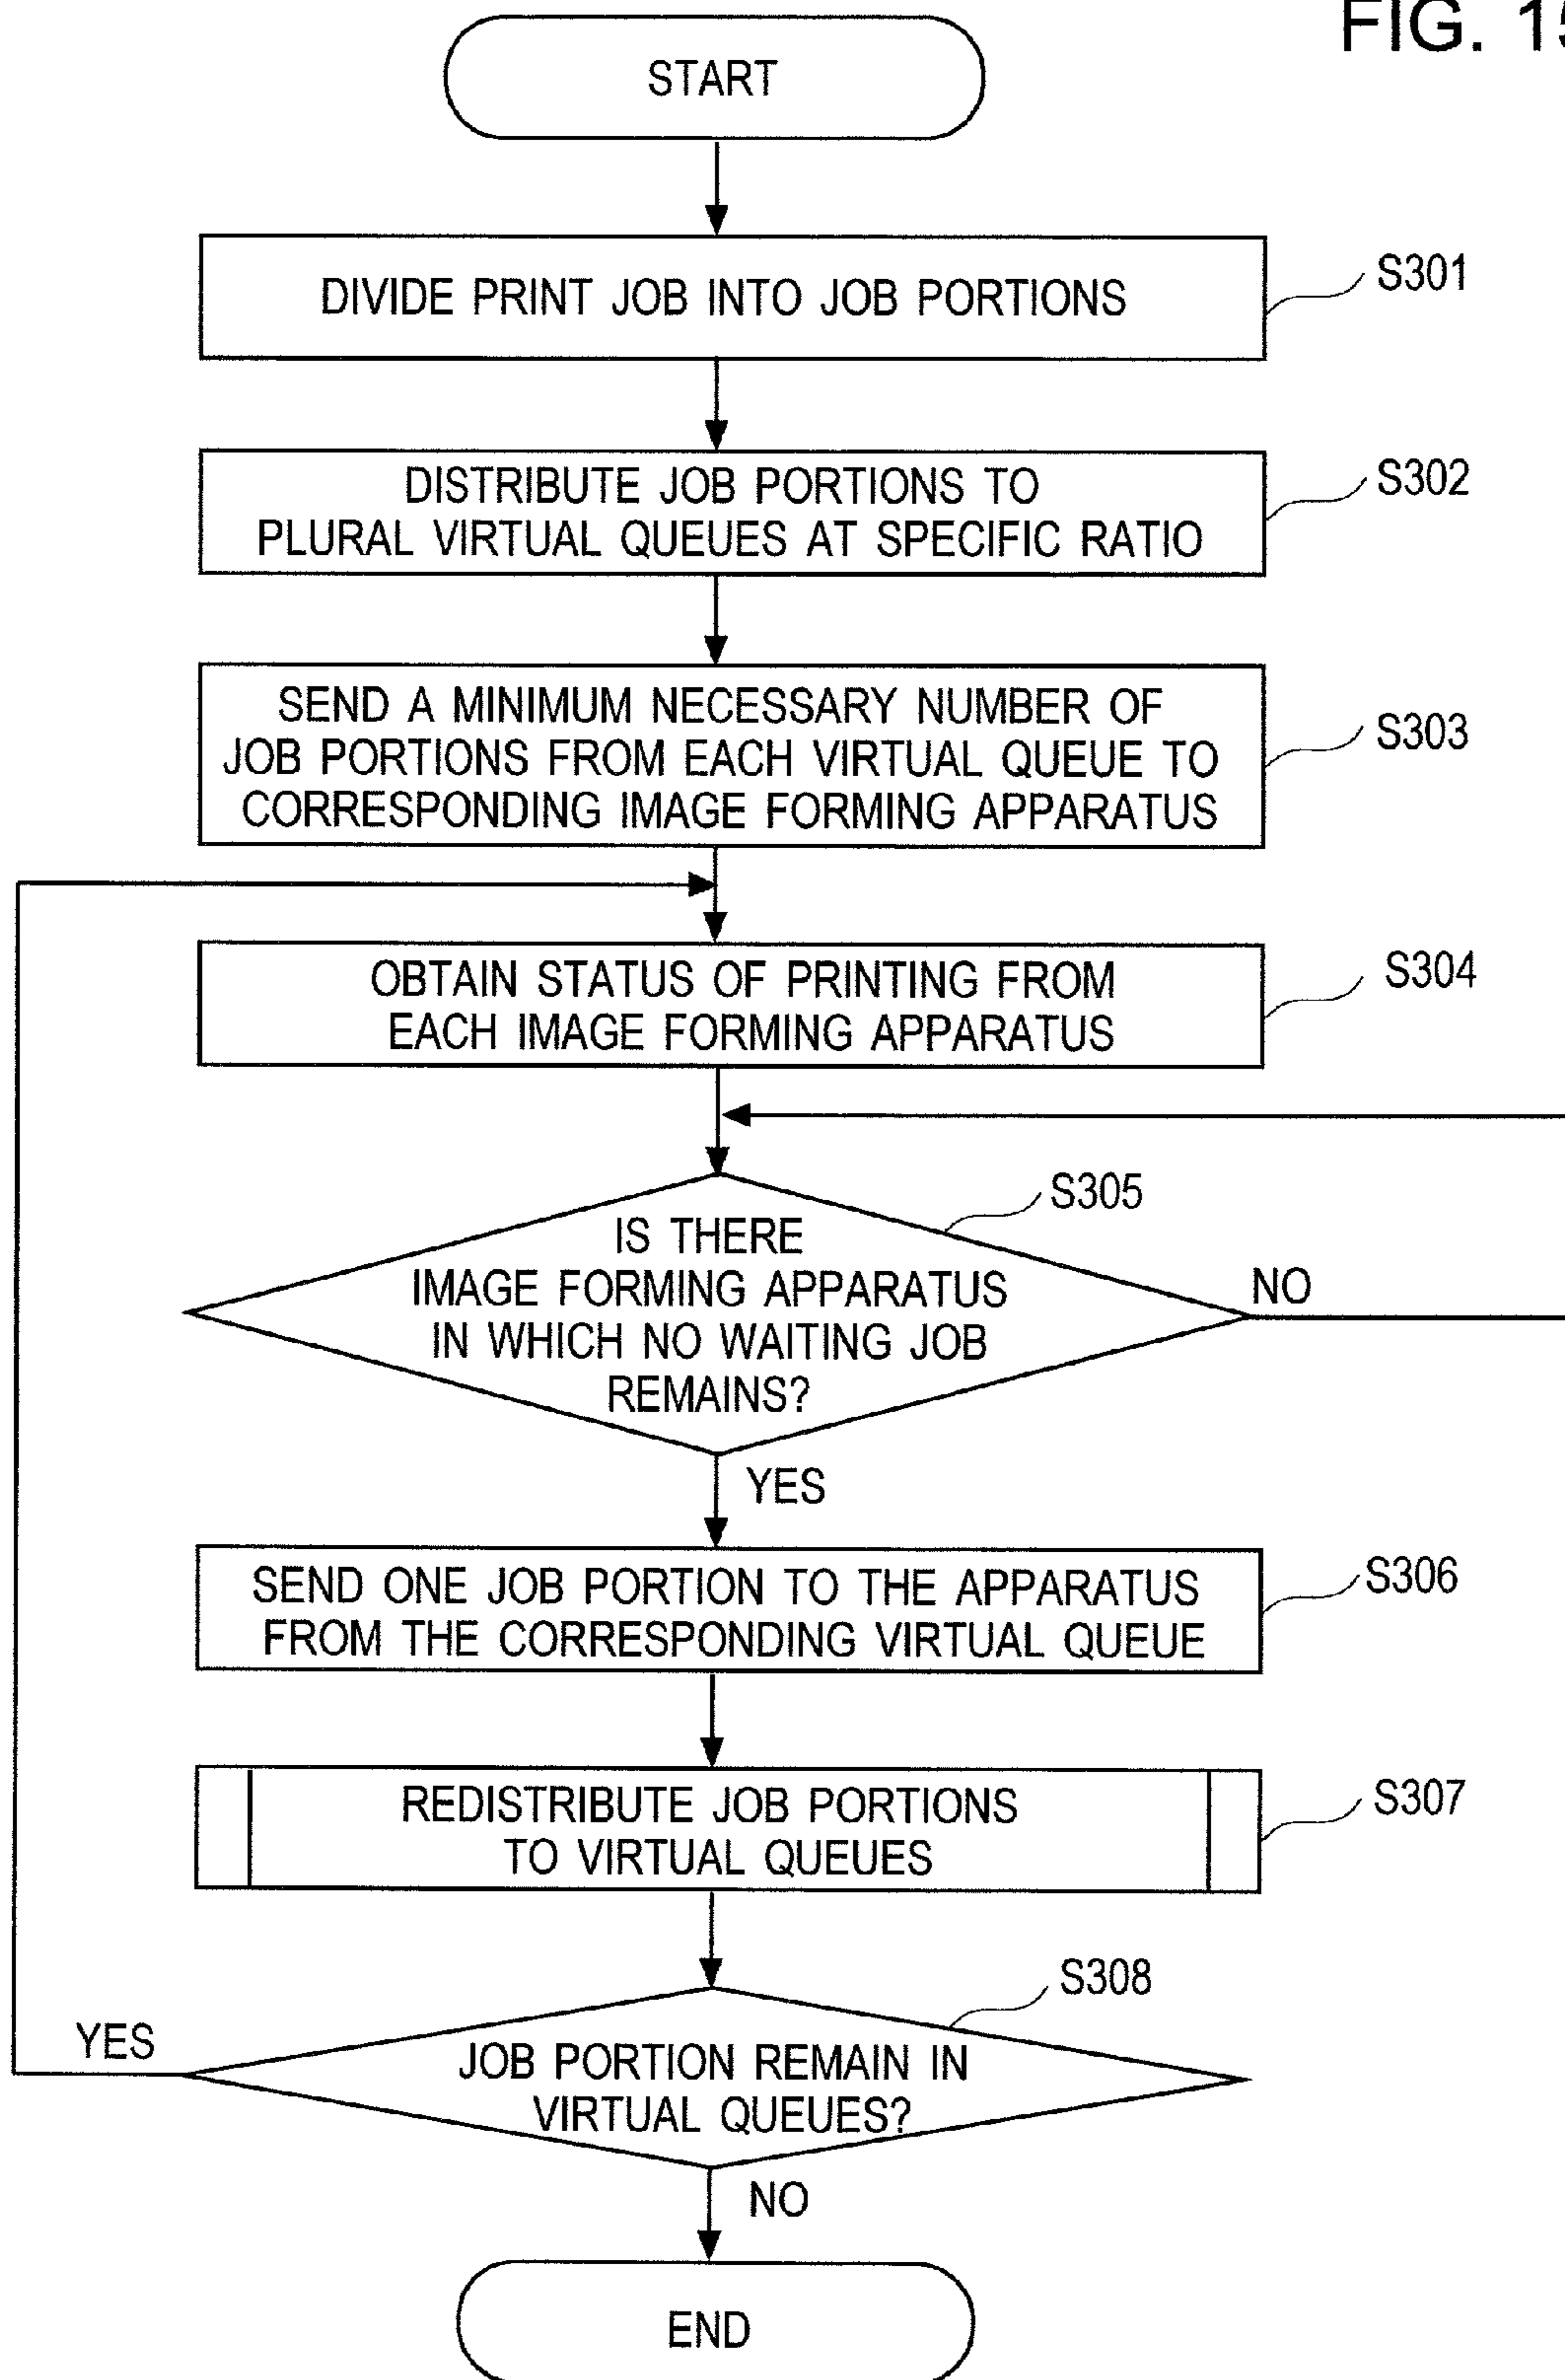 FIG. 15
START
DIVIDE PRINT JOB INTO JOB PORTIONS
S301
DISTRIBUTE JOB PORTIONS TO
PLURAL VIRTUAL QUEUES AT SPECIFIC RATIO
S302
SEND A MINIMUM NECESSARY NUMBER OF
JOB PORTIONS FROM EACH VIRTUAL QUEUE TO
CORRESPONDING IMAGE FORMING APPARATUS
S303
OBTAIN STATUS OF PRINTING FROM
EACH IMAGE FORMING APPARATUS
S304
S305
IS THERE
IMAGE FORMING APPARATUS
IN WHICH NO WAITING JOB
REMAINS?
NO
YES
SEND ONE JOB PORTION TO THE APPARATUS
FROM THE CORRESPONDING VIRTUAL QUEUE
S306
REDISTRIBUTE JOB PORTIONS
TO VIRTUAL QUEUES
S307
S308
YES
JOB PORTION REMAIN IN
VIRTUAL QUEUES?
NO
END